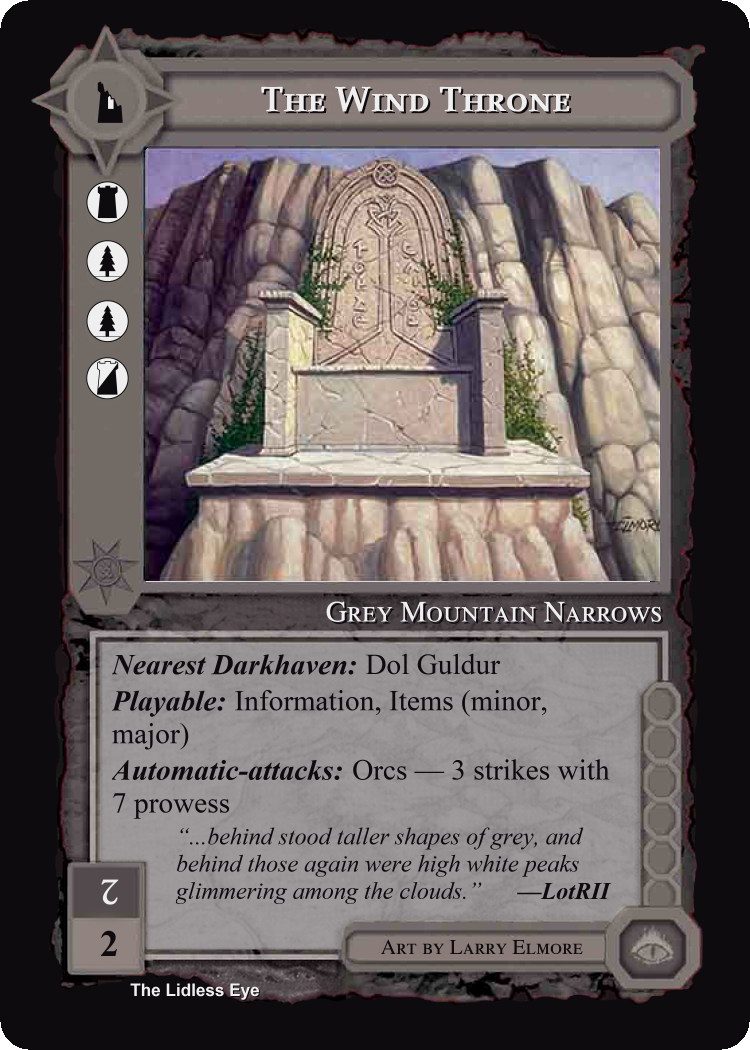 The Wind Throne
ELMORE
Grey Mountain Narrows
Nearest Darkhaven: Dol Guldur
Playable: Information, Items (minor,
major)
Automatic-attacks: Orcs — 3 strikes with
7 prowess
“...behind stood taller shapes of grey, and
behind those again were high white peaks
glimmering among the clouds.” —LotRII
2
2
Art by Larry Elmore
The Lidless Eye